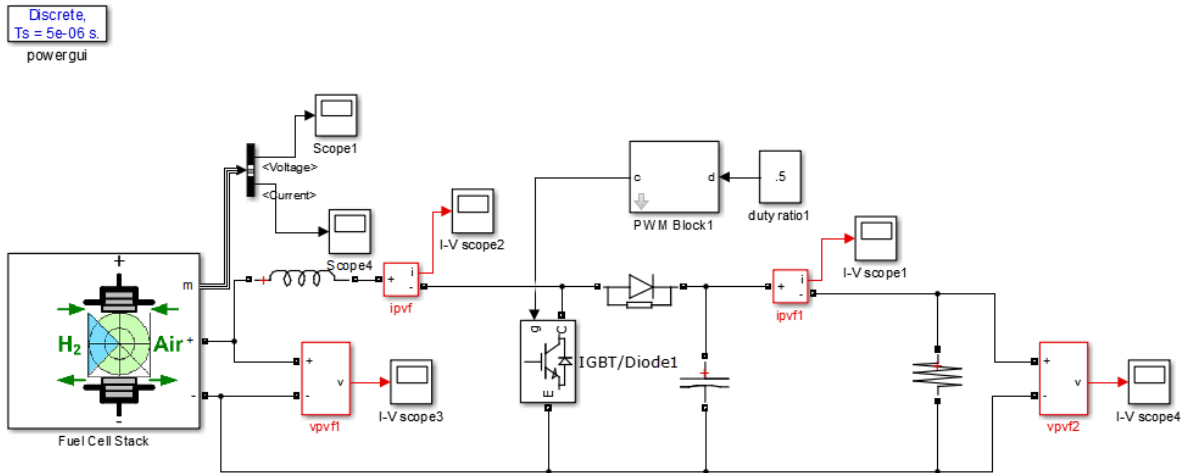 Discrete,
Ts = 5e-06 s.
powergui
Scope1
<Voltage>
<Current>
Scope4
I-V scope2
c
d
PWM Block1
.5
duty ratio1
I-V scope1
+
m
H2
Air
+
-
-
Fuel Cell Stack
+
i
-
ipvf
+
i
-
ipvf1
+
-
v
vpvf1
I-V scope3
g
C
E
IGBT/Diode1
+
-
v
vpvf2
I-V scope4